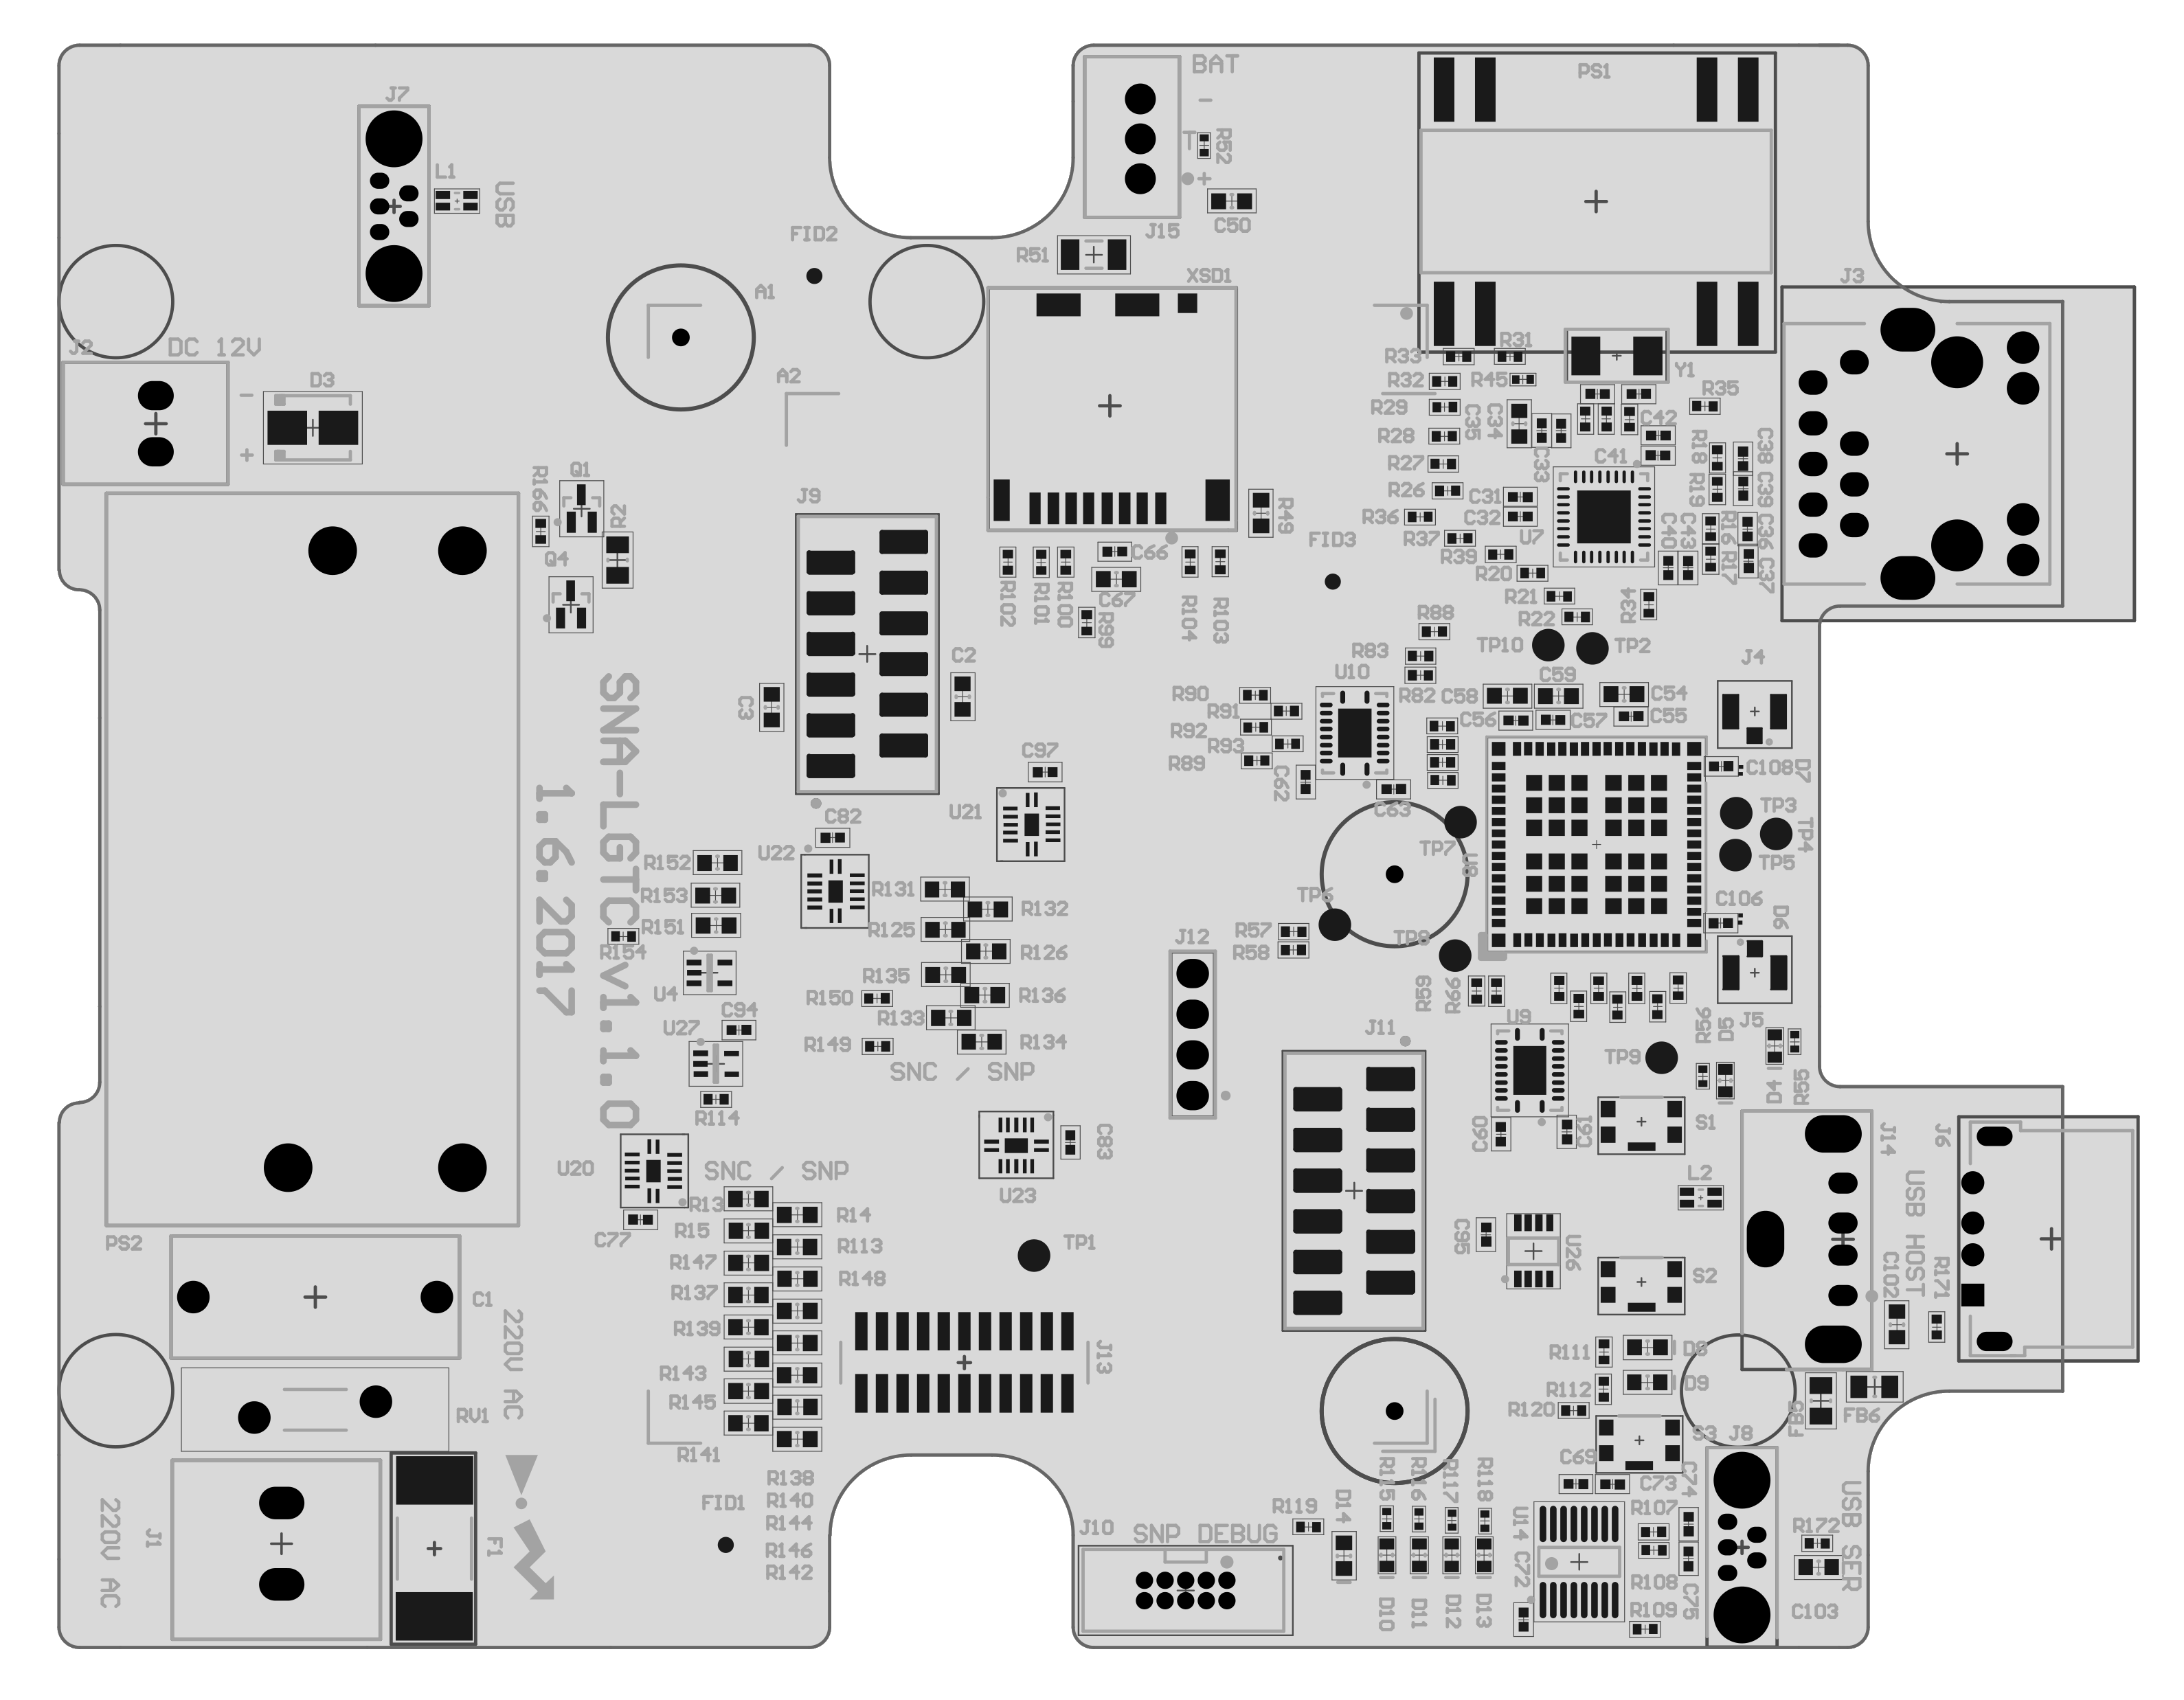 BAT
PS1
J7
-
T
R52
L1
USB
+
C50
FID2
J15
R51
XSD1
J3
A1
J2
DC 12V
R33
R31
Y1
D3
A2
R32
R45
R35
-
R29
C35
C34
C42
R28
R18
C38
+
C33
C41
R27
Q1
R166
R26
C31
R19
C39
J9
R2
R49
R36
C32
U7
C40
C43
R16
C36
FID3
R37
Q4
C66
R39
R17
C37
R20
R102
R101
R100
C67
R99
R104
R103
R21
R34
R88
R22
TP10
TP2
R83
J4
C2
U10
C59
C3
R90
R82
C58
C54
R91
C56
C57
C55
R92
R93
R89
C97
C62
C108
D7
SNA-LGTC v1.1.0
1.6.2017
U21
C63
TP3
C82
TP4
U22
TP7
U8
TP5
R152
R131
R153
TP6
C106
R132
D6
R151
R125
R57
J12
TP8
R154
R126
R58
R135
U4
R150
R136
R59
R66
C94
R133
U9
J5
U27
J11
R56
D5
R149
R134
TP9
SNC / SNP
D4
R55
R114
C83
C60
C61
S1
J14
J6
U20
SNC / SNP
L2
U23
USB HOST
R13
R14
R15
C77
R113
TP1
C95
U26
PS2
R147
R148
S2
C102
R171
R137
C1
220V AC
R139
J13
R111
D8
R143
R112
D9
R145
R120
RV1
FB5
FB6
R141
S3
J8
C69
R138
R115
R116
R117
R118
C73
C74
USB SER
FID1
R140
D14
R119
220V AC
J1
F1
R144
J10
SNP DEBUG
U14
R107
R172
R146
C72
R142
R108
D10
D11
D12
D13
R109
C75
C103